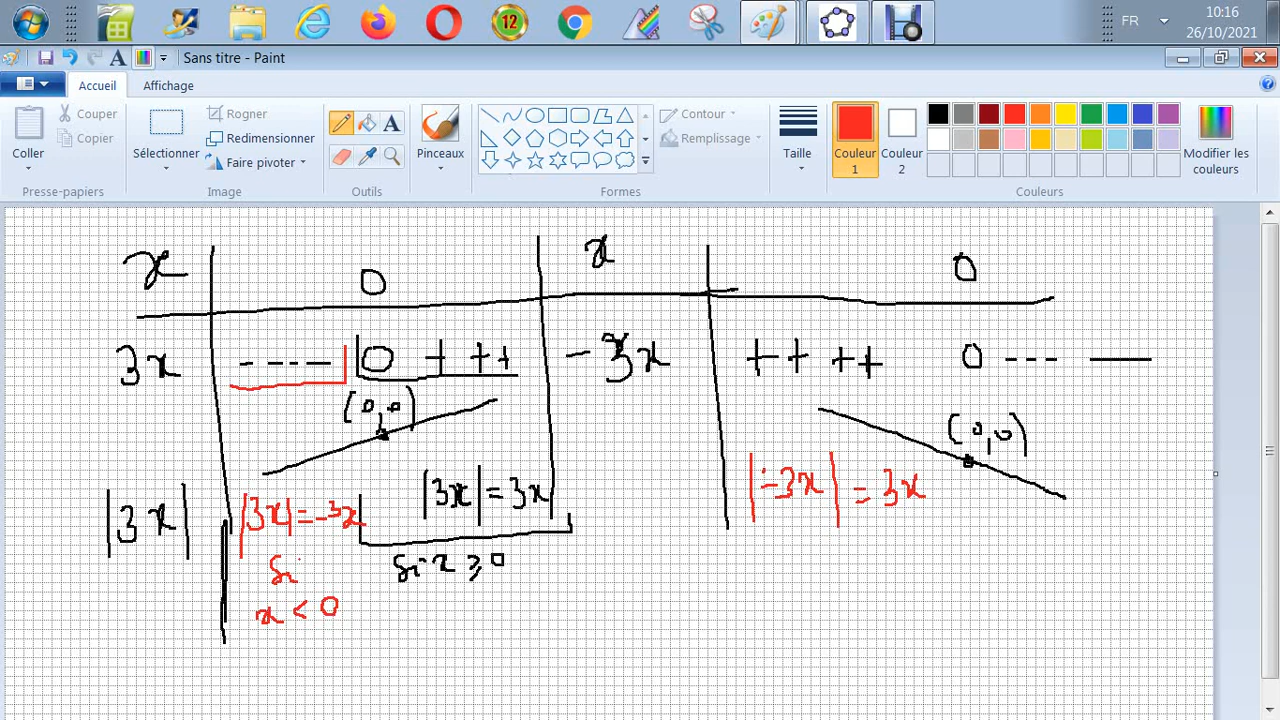 12
FR
10:16
26/10/2021
Sans titre - Paint
Accueil
Affichage
Coller
Couper
Copier
Presse-papiers
Sélectionner
Rogner
Redimensionner
Faire pivoter
Image
Outils
Pinceaux
Contour
Remplissage
Formes
Taille
Couleur 1
Couleur 2
Modifier les couleurs
Couleurs
x 0 x 0
3x ---- 0 + ++ -3x ++ ++ 0 --- —
(0,0) (0,0)
|3x| |3x|=-3x |3x|=3x |-3x| = 3x
si si x ≥ 0
x < 0